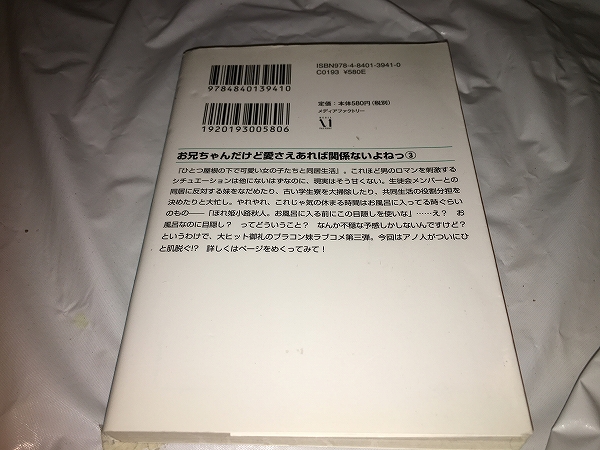 ISBN978-4-8401-3941-0
C0193 ¥580E
9784840139410
定価：本体580円(税別)
メディアファクトリー
1920193005806
お兄ちゃんだけど愛さえあれば関係ないよねっ③
「ひとつ屋根の下で可愛い女の子たちと同居生活」。これほど男のロマンを刺激する
シチュエーションは他にないはずなのに、現実はそう甘くない。生徒会メンバーとの
同居に反対する妹をなだめたり、古い学生寮を大掃除したり、共同生活の役割分担を
決めたりと大忙し。やれやれ、これじゃ気の休まる時間はお風呂に入ってる時ぐらい
のもの――「ほれ姫小路秋人。お風呂に入る前にこの目隠しを使いな」……え？　お
風呂なのに目隠し？　ってどういうこと？　なんか不穏な予感しかしないんですけど？
というわけで、大ヒット御礼のブラコン妹ラブコメ第三弾。今回はアノ人がついにひ
と肌脱ぐ!?　詳しくはページをめくってみて！